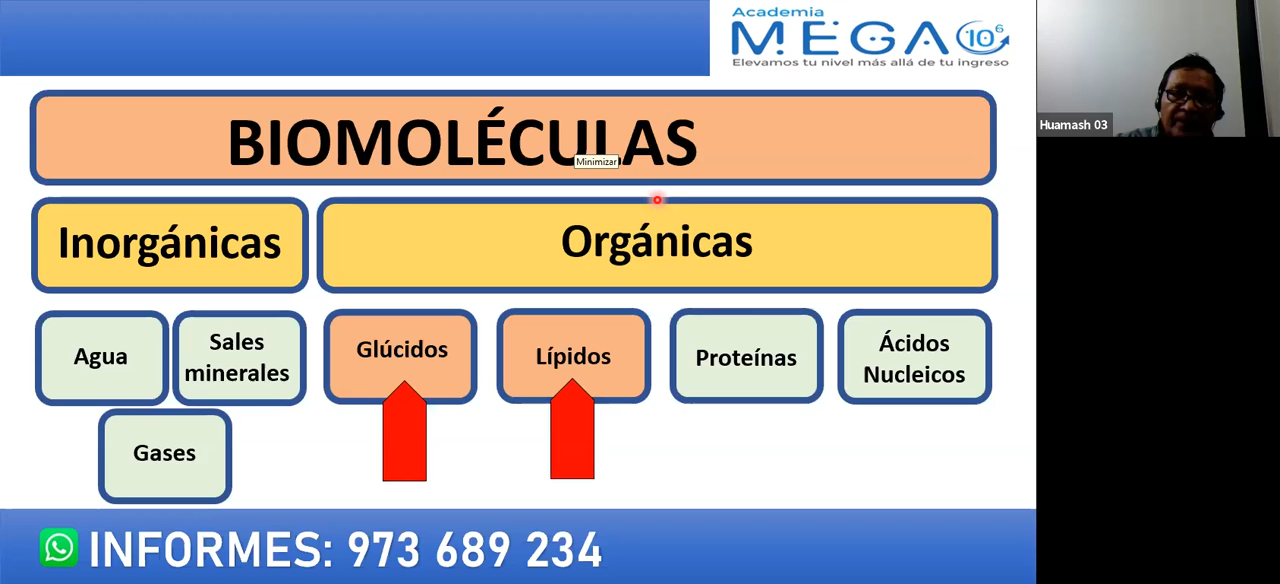 Academia
MEGA 10⁶
Elevamos tu nivel más allá de tu ingreso
Huamash 03
BIOMOLÉCULAS
Minimizar
Inorgánicas
Orgánicas
Agua
Sales
minerales
Glúcidos
Lípidos
Proteínas
Ácidos
Nucleicos
Gases
INFORMES: 973 689 234